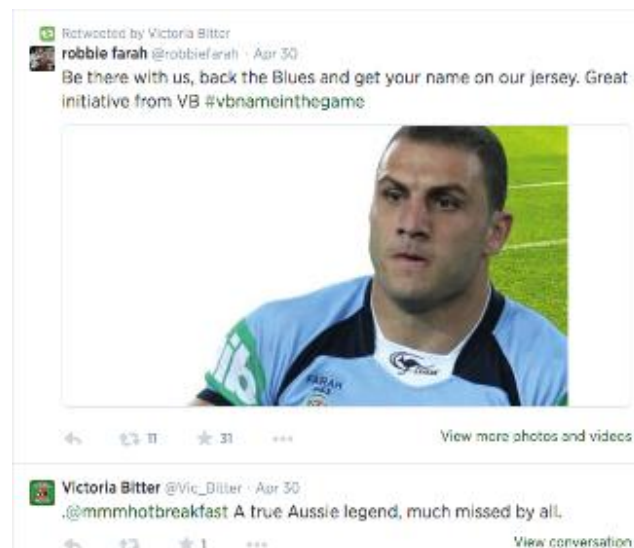 Retweeted by Victoria Bitter
robbie farah @robbiefarah · Apr 30
Be there with us, back the Blues and get your name on our jersey. Great
initiative from VB #vbnameinthegame
FARAH
11 31 View more photos and videos
Victoria Bitter @Vic_Bitter · Apr 30
.@mmmhotbreakfast A true Aussie legend, much missed by all.
1 View conversation